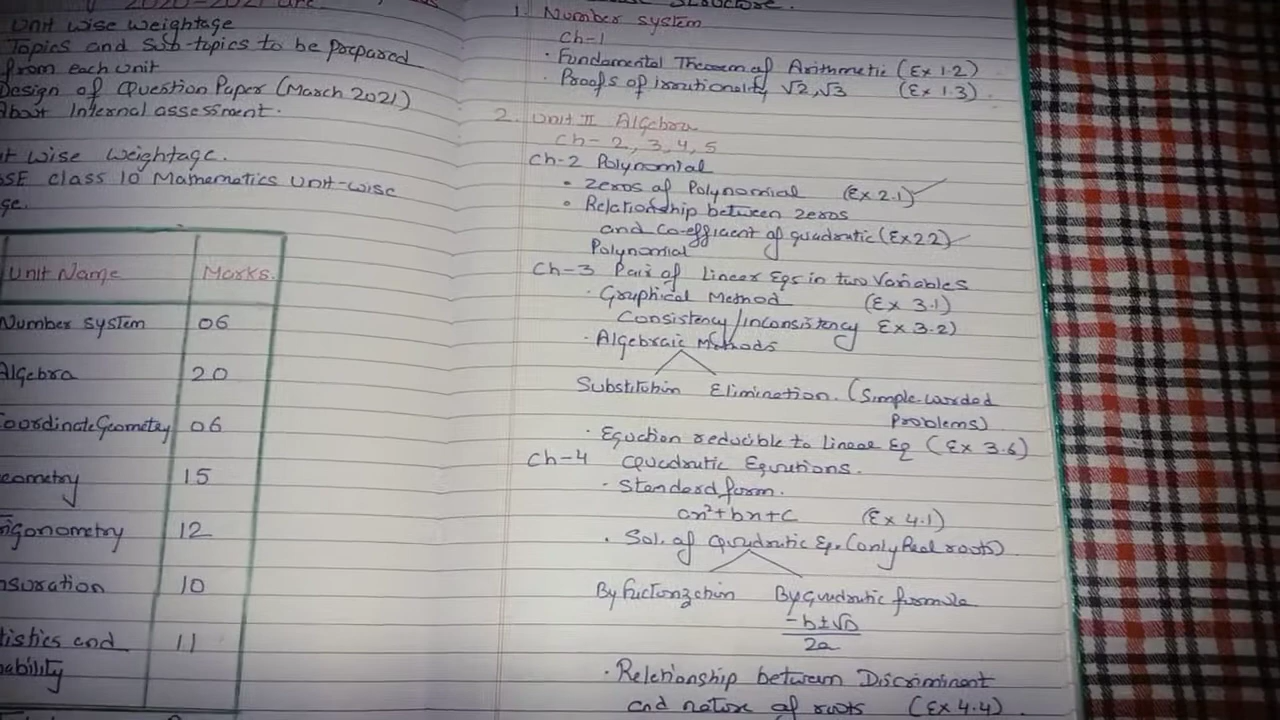 2020-2021 are
Unit wise weightage
Topics and Sub-topics to be prepared
from each unit
Design of Question Paper (March 2021)
About Internal assessment.
t wise weightage.
SE class 10 Mathematics Unit-wise
ge.
Unit Name Marks.
Number system 06
Algebra 20
Coordinate Geometry 06
eometry 15
rigonometry 12
nsuration 10
tistics and 11
ability
Structure.
1. Number system
Ch-1
· Fundamental Theorem of Arithmetic (Ex 1.2)
· Proofs of irrationality √2, √3 (Ex 1.3)
2. Unit II Algebra
Ch- 2, 3, 4, 5
Ch-2 Polynomial
• Zeros of Polynomial (Ex 2.1)
• Relationship between zeros
and co-efficient of quadratic (Ex 2.2)
Polynomial
Ch-3 Pair of Linear Eqs in two Variables
· Graphical Method (Ex 3.1)
Consistency/inconsistency Ex 3.2)
· Algebraic Methods
Substitution Elimination. (Simple worded
Problems)
· Equation reducible to linear Eq (Ex 3.6)
Ch-4 Quadratic Equations.
· Standard form.
ax²+bx+c (Ex 4.1)
· Sol. of Quadratic Eq. (only Real roots)
By factorization By quadratic formula
-b±√D
2a
· Relationship between Discriminant
and nature of roots (Ex 4.4).